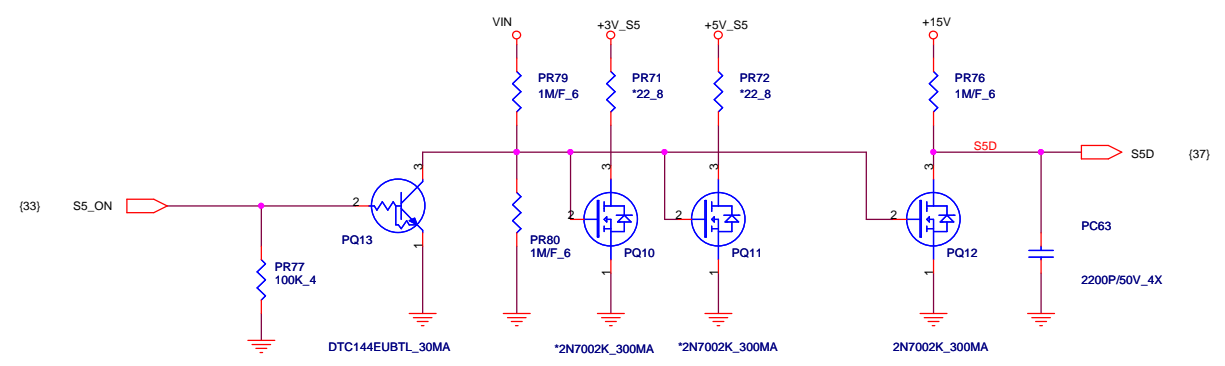 VIN
+3V_S5
+5V_S5
+15V
PR79
1M/F_6
PR71
*22_8
PR72
*22_8
PR76
1M/F_6
3
3
3
3
S5D
S5D
{37}
{33}
S5_ON
2
2
2
2
PQ13
PR80
1M/F_6
PQ10
PQ11
PQ12
PC63
1
1
1
1
PR77
100K_4
2200P/50V_4X
DTC144EUBTL_30MA
*2N7002K_300MA
*2N7002K_300MA
2N7002K_300MA